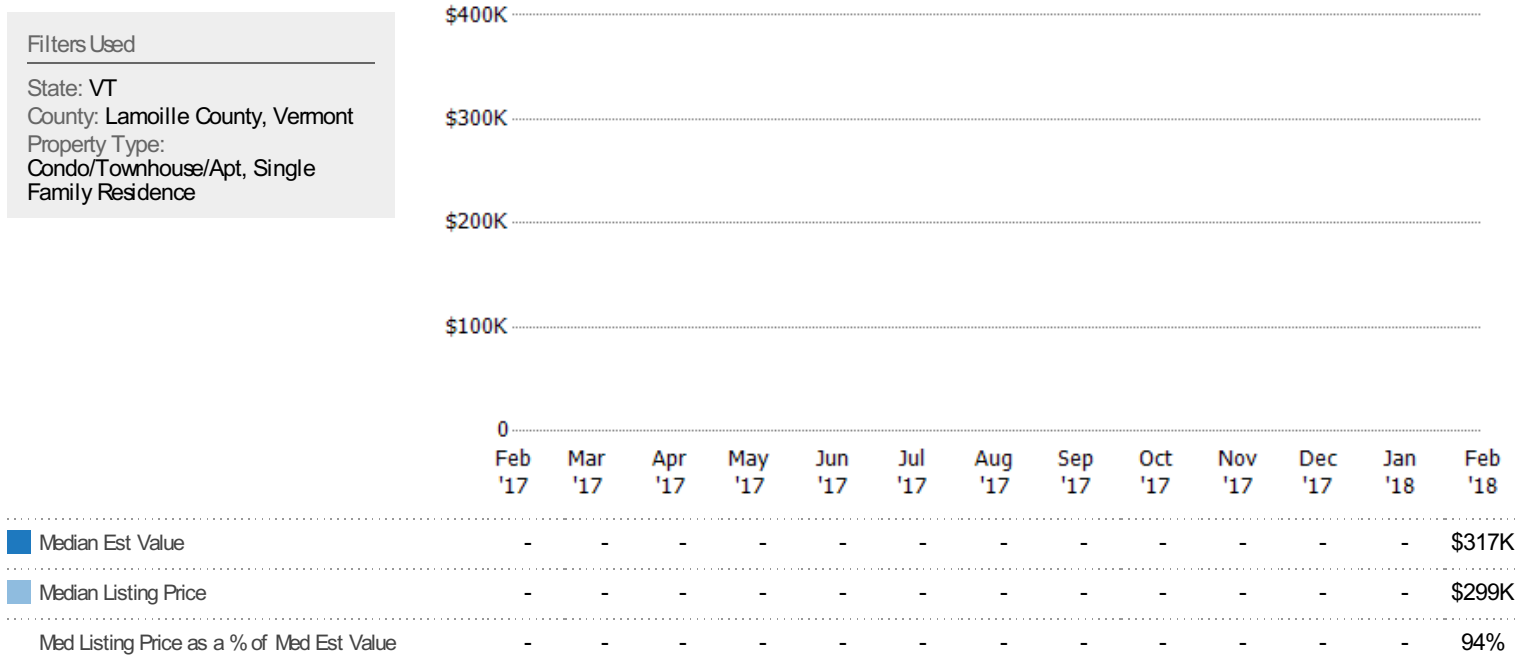 Filters Used
State: VT
County: Lamoille County, Vermont
Property Type:
Condo/Townhouse/Apt, Single
Family Residence
$400K
$300K
$200K
$100K
0
Feb Mar Apr May Jun Jul Aug Sep Oct Nov Dec Jan Feb
'17 '17 '17 '17 '17 '17 '17 '17 '17 '17 '17 '18 '18
Median Est Value - - - - - - - - - - - - $317K
Median Listing Price - - - - - - - - - - - - $299K
Med Listing Price as a % of Med Est Value - - - - - - - - - - - - 94%